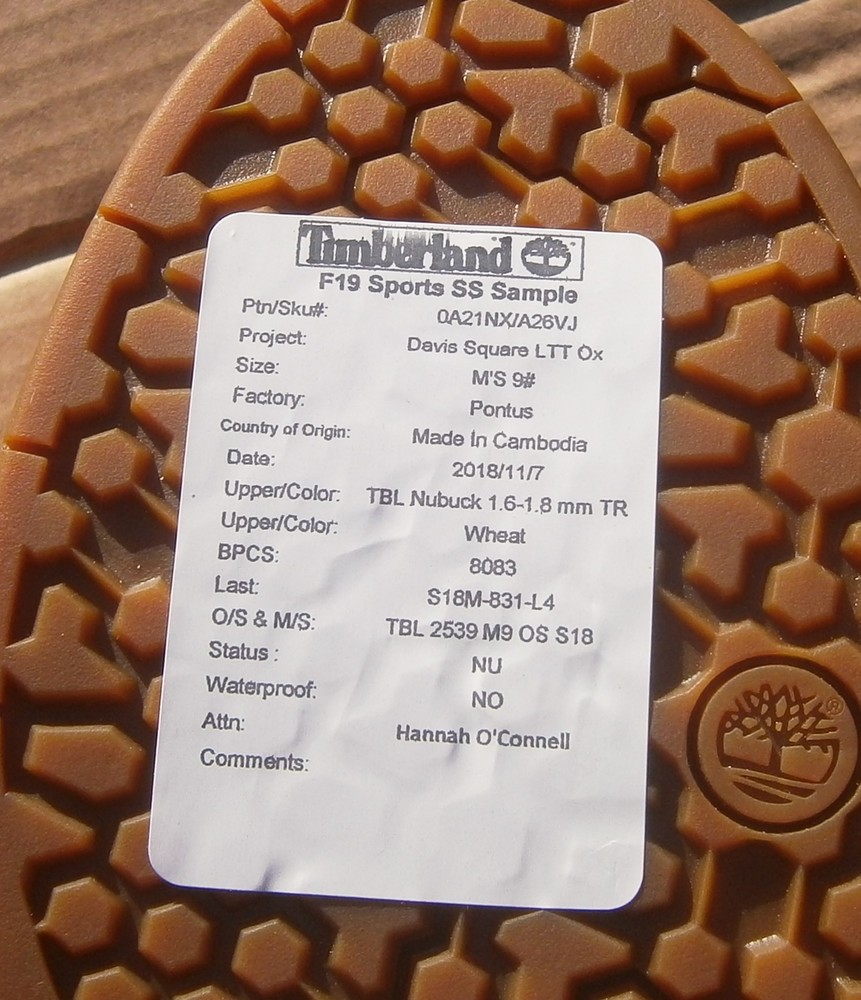 Timberland
F19 Sports SS Sample
Ptn/Sku#: 0A21NX/A26VJ
Project: Davis Square LTT Ox
Size: M'S 9#
Factory: Pontus
Country of Origin: Made In Cambodia
Date: 2018/11/7
Upper/Color: TBL Nubuck 1.6-1.8 mm TR
Upper/Color: Wheat
BPCS: 8083
Last: S18M-831-L4
O/S & M/S: TBL 2539 M9 OS S18
Status : NU
Waterproof: NO
Attn: Hannah O'Connell
Comments:
®